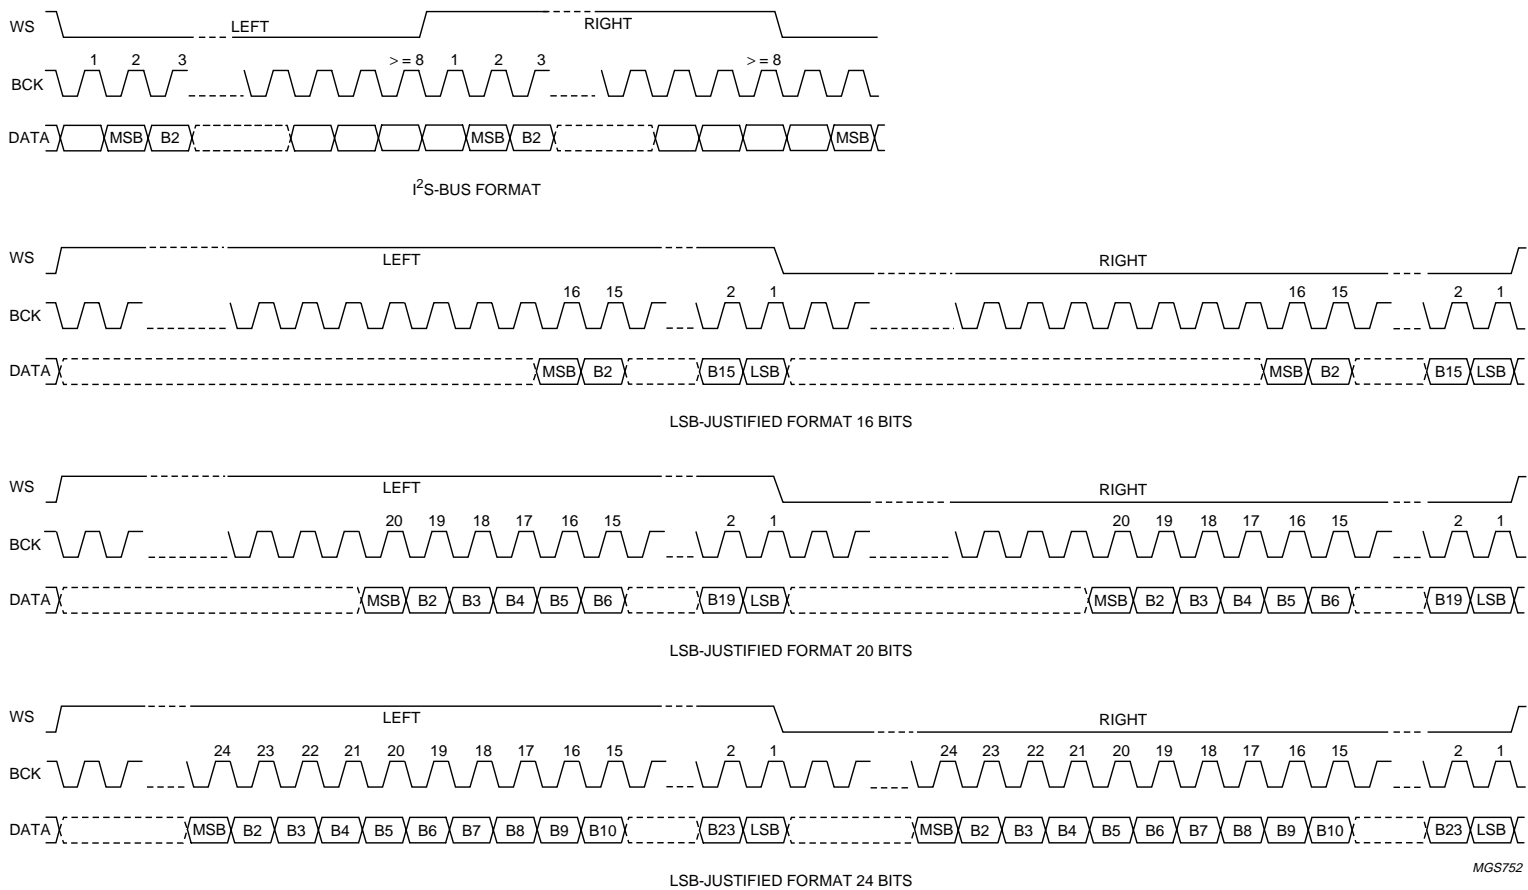 WS LEFT RIGHT
1 2 3 > = 8 1 2 3 > = 8
BCK
DATA MSB B2 MSB B2 MSB
I2S-BUS FORMAT
WS LEFT RIGHT
16 15 2 1 16 15 2 1
BCK
DATA MSB B2 B15 LSB MSB B2 B15 LSB
LSB-JUSTIFIED FORMAT 16 BITS
WS LEFT RIGHT
20 19 18 17 16 15 2 1 20 19 18 17 16 15 2 1
BCK
DATA MSB B2 B3 B4 B5 B6 B19 LSB MSB B2 B3 B4 B5 B6 B19 LSB
LSB-JUSTIFIED FORMAT 20 BITS
WS LEFT RIGHT
24 23 22 21 20 19 18 17 16 15 2 1 24 23 22 21 20 19 18 17 16 15 2 1
BCK
DATA MSB B2 B3 B4 B5 B6 B7 B8 B9 B10 B23 LSB MSB B2 B3 B4 B5 B6 B7 B8 B9 B10 B23 LSB
MGS752
LSB-JUSTIFIED FORMAT 24 BITS